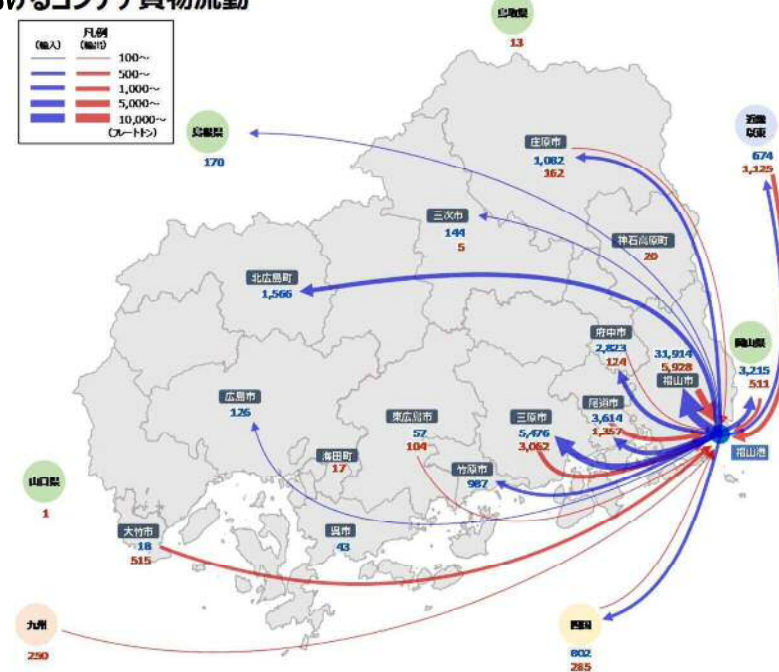 けるコンテナ貨物流動
凡例
(輸入) (輸出)
100~
500~
1,000~
5,000~
10,000~
(フレートトン)
鳥取県
13
島根県
170
近畿
以東
674
1,125
庄原市
1,082
162
三次市
144
5
神石高原町
20
北広島町
1,566
府中市
2,823
124
31,914
5,928
福山市
岡山県
3,215
511
広島市
126
東広島市
57
104
三原市
5,476
3,062
尾道市
3,614
1,357
福山港
海田町
17
竹原市
987
山口県
1
大竹市
18
515
呉市
43
九州
250
四国
802
285